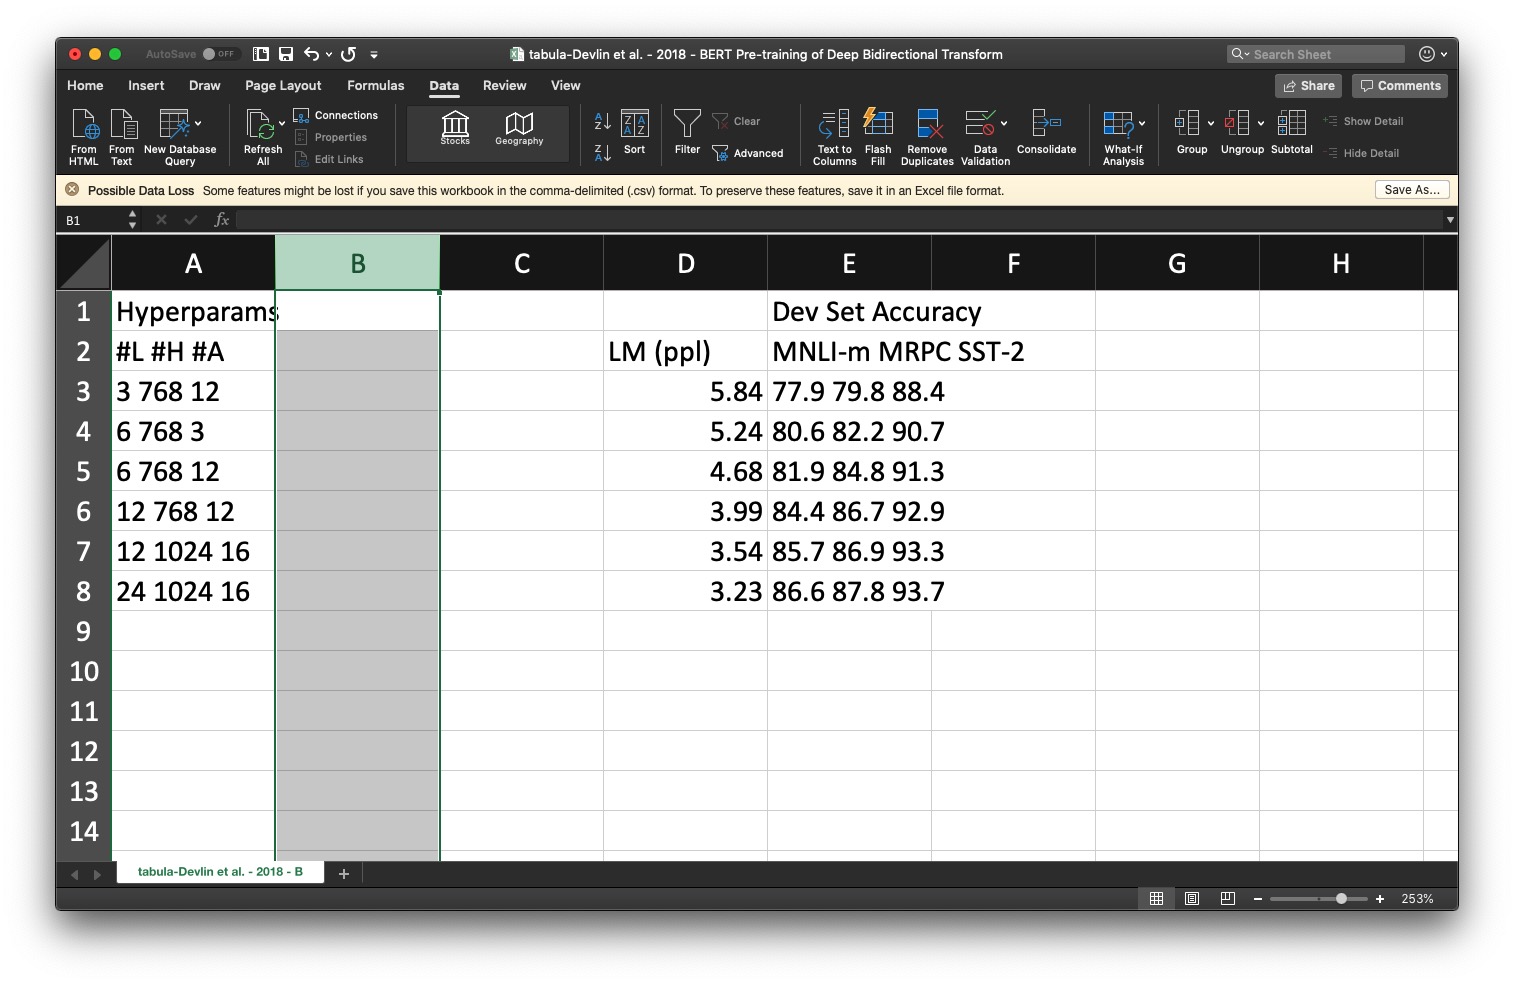 AutoSave OFF tabula-Devlin et al. - 2018 - BERT Pre-training of Deep Bidirectional Transform Search Sheet
Home Insert Draw Page Layout Formulas Data Review View Share Comments
From HTML From Text New Database Query Refresh All Connections Properties Edit Links Stocks Geography Sort Filter Clear Advanced Text to Columns Flash Fill Remove Duplicates Data Validation Consolidate What-If Analysis Group Ungroup Subtotal Show Detail Hide Detail
Possible Data Loss Some features might be lost if you save this workbook in the comma-delimited (.csv) format. To preserve these features, save it in an Excel file format. Save As...
B1 fx
A B C D E F G H
1 Hyperparams Dev Set Accuracy
2 #L #H #A LM (ppl) MNLI-m MRPC SST-2
3 3 768 12 5.84 77.9 79.8 88.4
4 6 768 3 5.24 80.6 82.2 90.7
5 6 768 12 4.68 81.9 84.8 91.3
6 12 768 12 3.99 84.4 86.7 92.9
7 12 1024 16 3.54 85.7 86.9 93.3
8 24 1024 16 3.23 86.6 87.8 93.7
9
10
11
12
13
14
tabula-Devlin et al. - 2018 - B +
253%